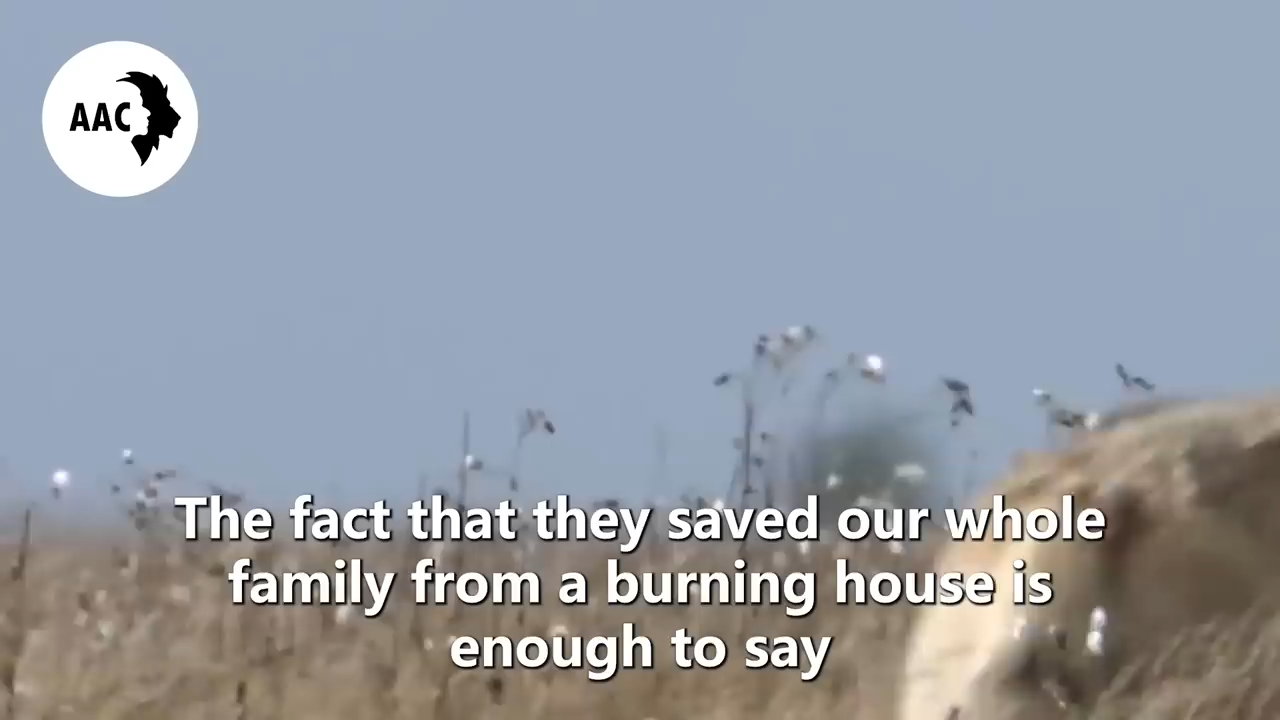 AAC
The fact that they saved our whole
family from a burning house is
enough to say